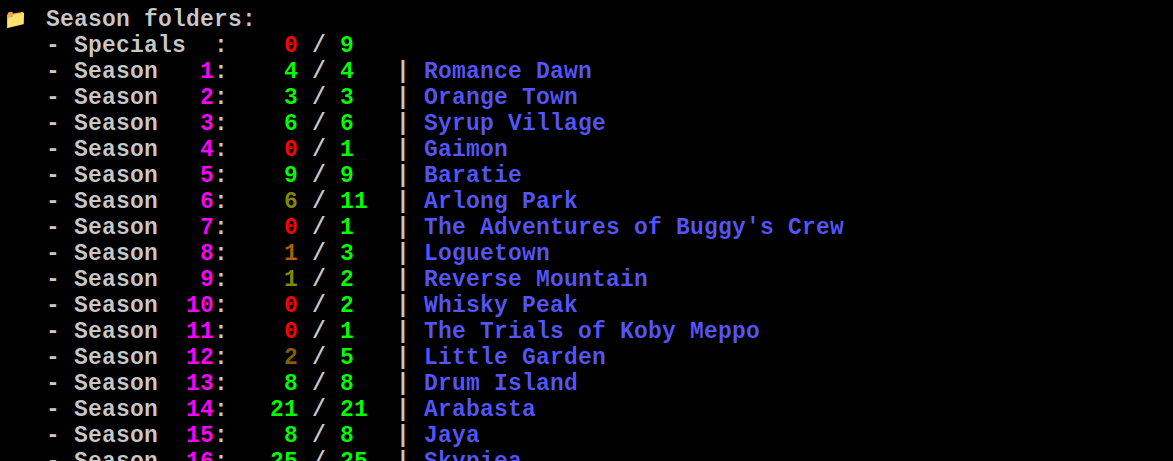 Season folders:
- Specials : 0 / 9
- Season 1: 4 / 4 | Romance Dawn
- Season 2: 3 / 3 | Orange Town
- Season 3: 6 / 6 | Syrup Village
- Season 4: 0 / 1 | Gaimon
- Season 5: 9 / 9 | Baratie
- Season 6: 6 / 11 | Arlong Park
- Season 7: 0 / 1 | The Adventures of Buggy's Crew
- Season 8: 1 / 3 | Loguetown
- Season 9: 1 / 2 | Reverse Mountain
- Season 10: 0 / 2 | Whisky Peak
- Season 11: 0 / 1 | The Trials of Koby Meppo
- Season 12: 2 / 5 | Little Garden
- Season 13: 8 / 8 | Drum Island
- Season 14: 21 / 21 | Arabasta
- Season 15: 8 / 8 | Jaya
- Season 16: 25 / 25 | Skypiea